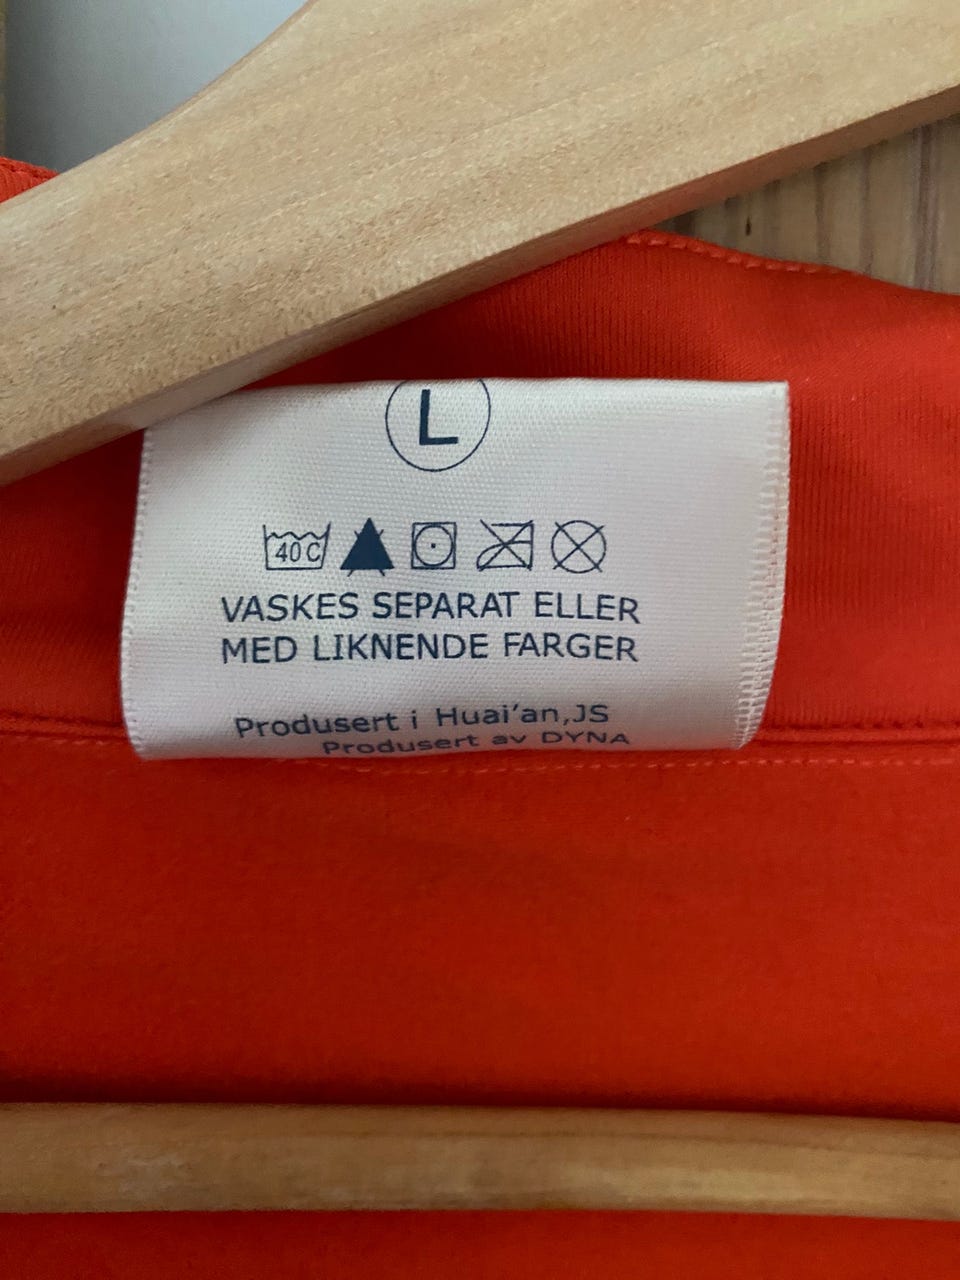 L
40 C
VASKES SEPARAT ELLER
MED LIKNENDE FARGER
Produsert i Huai'an,JS
Produsert av DYNA